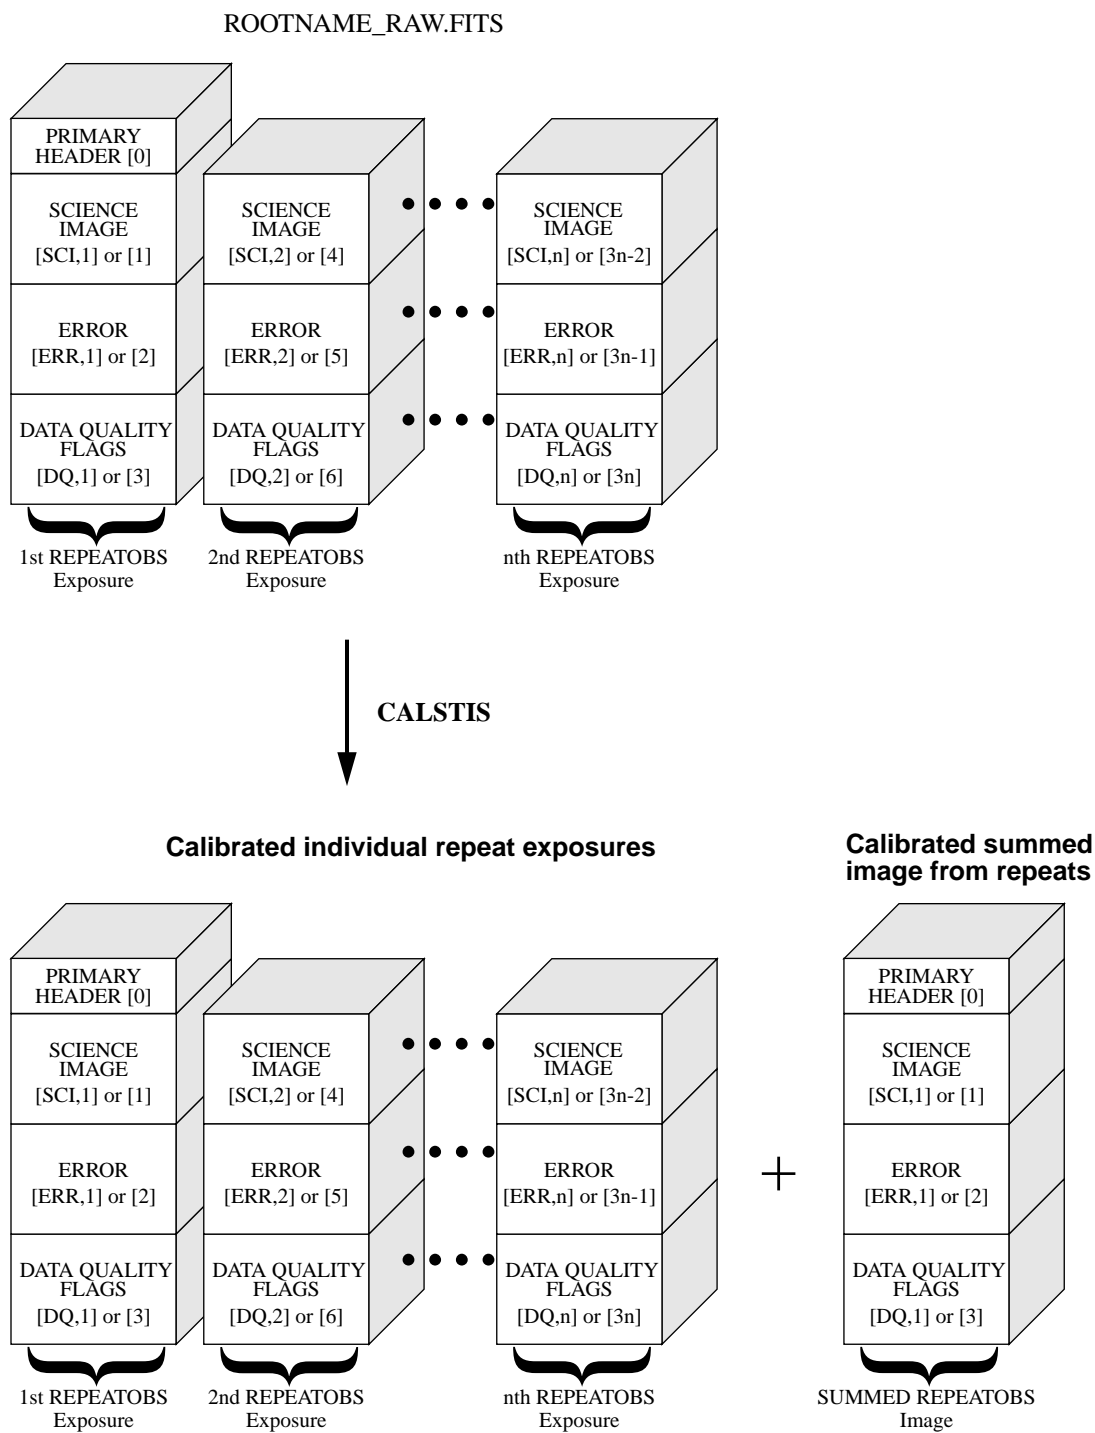 ROOTNAME_RAW.FITS
PRIMARY
HEADER [0]
SCIENCE
IMAGE
[SCI,1] or [1]
ERROR
[ERR,1] or [2]
DATA QUALITY
FLAGS
[DQ,1] or [3]
1st REPEATOBS
Exposure
SCIENCE
IMAGE
[SCI,2] or [4]
ERROR
[ERR,2] or [5]
DATA QUALITY
FLAGS
[DQ,2] or [6]
2nd REPEATOBS
Exposure
SCIENCE
IMAGE
[SCI,n] or [3n-2]
ERROR
[ERR,n] or [3n-1]
DATA QUALITY
FLAGS
[DQ,n] or [3n]
nth REPEATOBS
Exposure
CALSTIS
Calibrated individual repeat exposures
PRIMARY
HEADER [0]
SCIENCE
IMAGE
[SCI,1] or [1]
ERROR
[ERR,1] or [2]
DATA QUALITY
FLAGS
[DQ,1] or [3]
1st REPEATOBS
Exposure
SCIENCE
IMAGE
[SCI,2] or [4]
ERROR
[ERR,2] or [5]
DATA QUALITY
FLAGS
[DQ,2] or [6]
2nd REPEATOBS
Exposure
SCIENCE
IMAGE
[SCI,n] or [3n-2]
ERROR
[ERR,n] or [3n-1]
DATA QUALITY
FLAGS
[DQ,n] or [3n]
nth REPEATOBS
Exposure
+
Calibrated summed
image from repeats
PRIMARY
HEADER [0]
SCIENCE
IMAGE
[SCI,1] or [1]
ERROR
[ERR,1] or [2]
DATA QUALITY
FLAGS
[DQ,1] or [3]
SUMMED REPEATOBS
Image